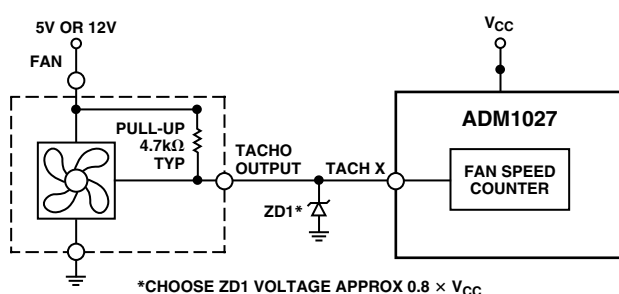 5V OR 12V
FAN
PULL-UP
4.7kΩ
TYP
TACHO
OUTPUT
TACH X
ZD1*
VCC
ADM1027
FAN SPEED
COUNTER
*CHOOSE ZD1 VOLTAGE APPROX 0.8 × VCC